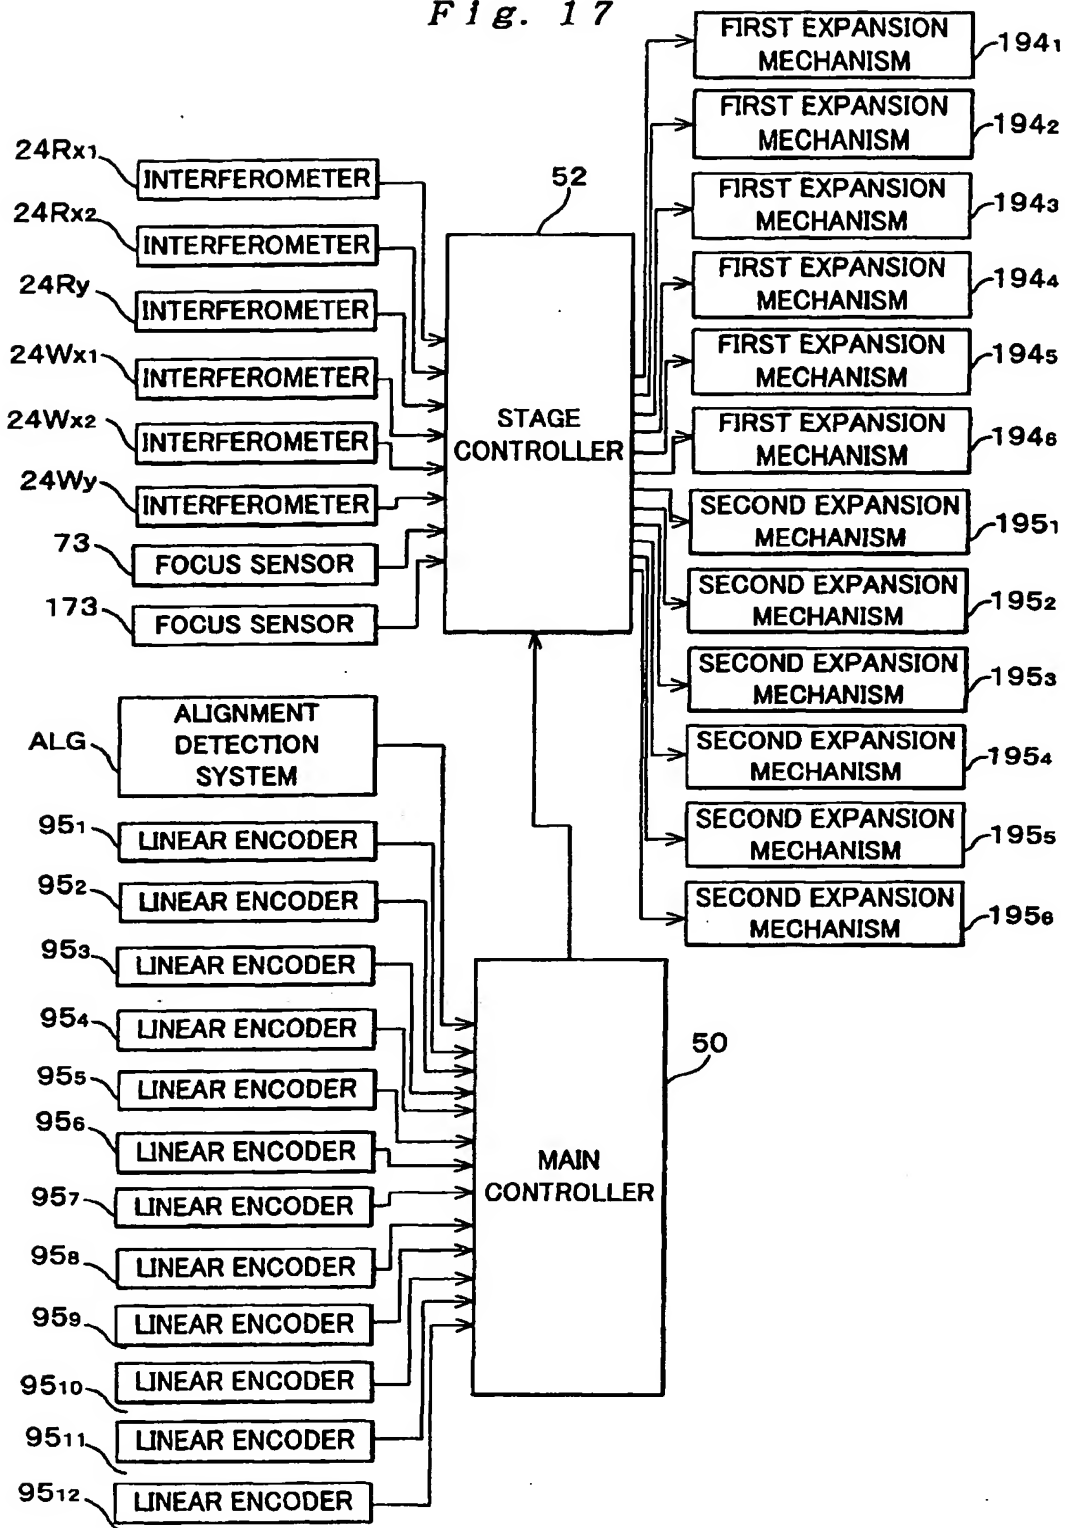 Fig. 17
FIRST EXPANSION
MECHANISM
194₁
FIRST EXPANSION
MECHANISM
194₂
FIRST EXPANSION
MECHANISM
194₃
FIRST EXPANSION
MECHANISM
194₄
FIRST EXPANSION
MECHANISM
194₅
FIRST EXPANSION
MECHANISM
194₆
SECOND EXPANSION
MECHANISM
195₁
SECOND EXPANSION
MECHANISM
195₂
SECOND EXPANSION
MECHANISM
195₃
SECOND EXPANSION
MECHANISM
195₄
SECOND EXPANSION
MECHANISM
195₅
SECOND EXPANSION
MECHANISM
195₆
24Rx1
INTERFEROMETER
24Rx2
INTERFEROMETER
24Ry
INTERFEROMETER
24Wx1
INTERFEROMETER
24Wx2
INTERFEROMETER
24Wy
INTERFEROMETER
73
FOCUS SENSOR
173
FOCUS SENSOR
52
STAGE
CONTROLLER
ALG
ALIGNMENT
DETECTION
SYSTEM
95₁
LINEAR ENCODER
95₂
LINEAR ENCODER
95₃
LINEAR ENCODER
95₄
LINEAR ENCODER
95₅
LINEAR ENCODER
95₆
LINEAR ENCODER
95₇
LINEAR ENCODER
95₈
LINEAR ENCODER
95₉
LINEAR ENCODER
95₁₀
LINEAR ENCODER
95₁₁
LINEAR ENCODER
95₁₂
LINEAR ENCODER
50
MAIN
CONTROLLER